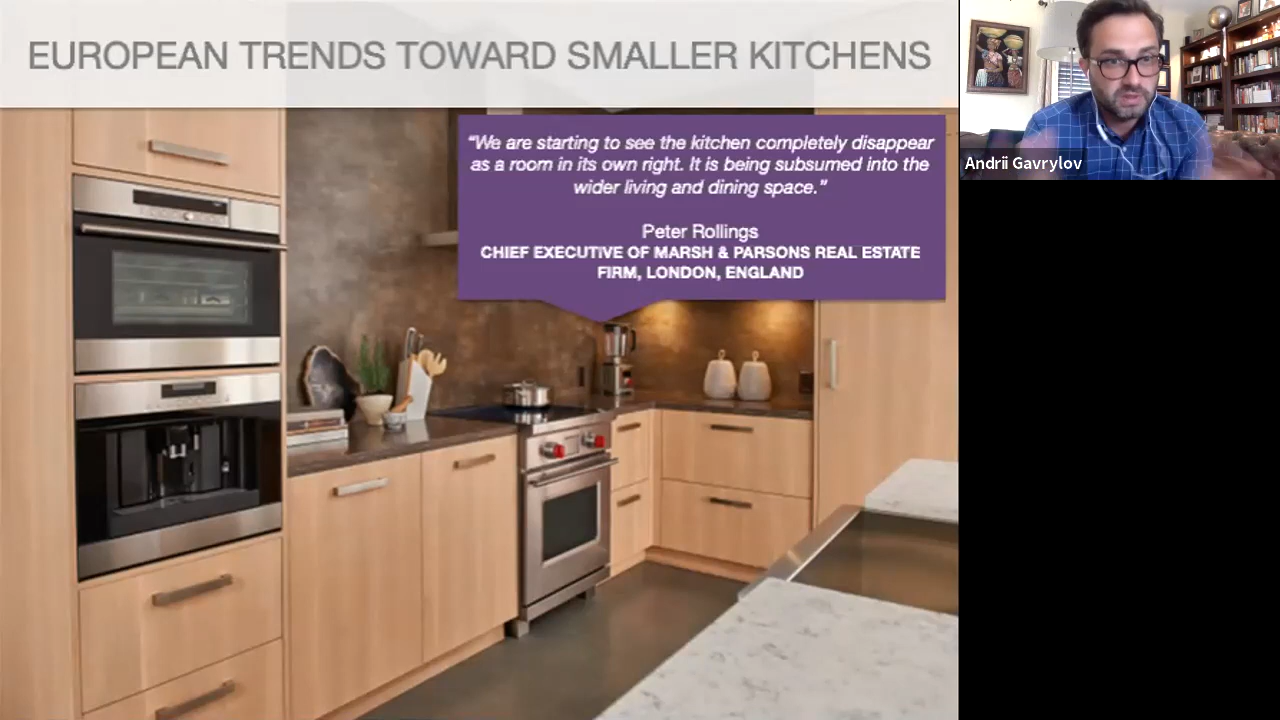 EUROPEAN TRENDS TOWARD SMALLER KITCHENS
"We are starting to see the kitchen completely disappear
as a room in its own right. It is being subsumed into the
wider living and dining space."
Peter Rollings
CHIEF EXECUTIVE OF MARSH & PARSONS REAL ESTATE
FIRM, LONDON, ENGLAND
Andrii Gavrylov